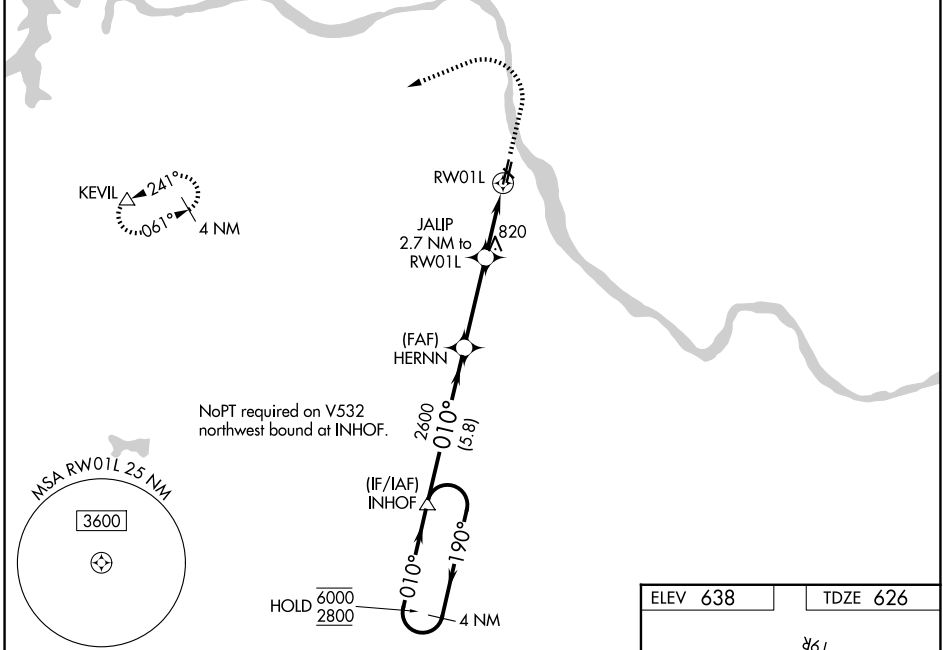 RW01L
KEVIL
241°
061°
4 NM
JALIP
2.7 NM to
RW01L
820
(FAF)
HERNN
NoPT required on V532
northwest bound at INHOF.
2600
010°
(5.8)
MSA RW01L 25 NM
3600
(IF/IAF)
INHOF
010°
190°
HOLD
6000
2800
4 NM
ELEV 638
TDZE 626
19R